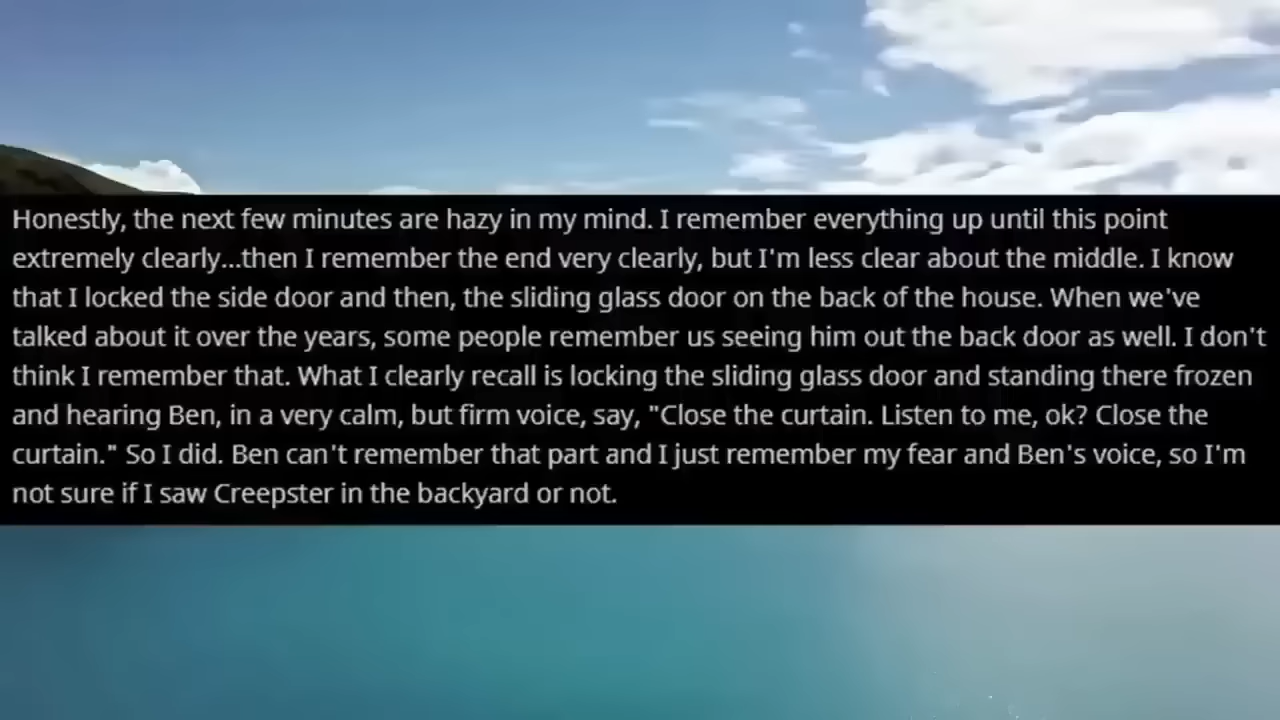 Honestly, the next few minutes are hazy in my mind. I remember everything up until this point
extremely clearly...then I remember the end very clearly, but I'm less clear about the middle. I know
that I locked the side door and then, the sliding glass door on the back of the house. When we've
talked about it over the years, some people remember us seeing him out the back door as well. I don't
think I remember that. What I clearly recall is locking the sliding glass door and standing there frozen
and hearing Ben, in a very calm, but firm voice, say, "Close the curtain. Listen to me, ok? Close the
curtain." So I did. Ben can't remember that part and I just remember my fear and Ben's voice, so I'm
not sure if I saw Creepster in the backyard or not.